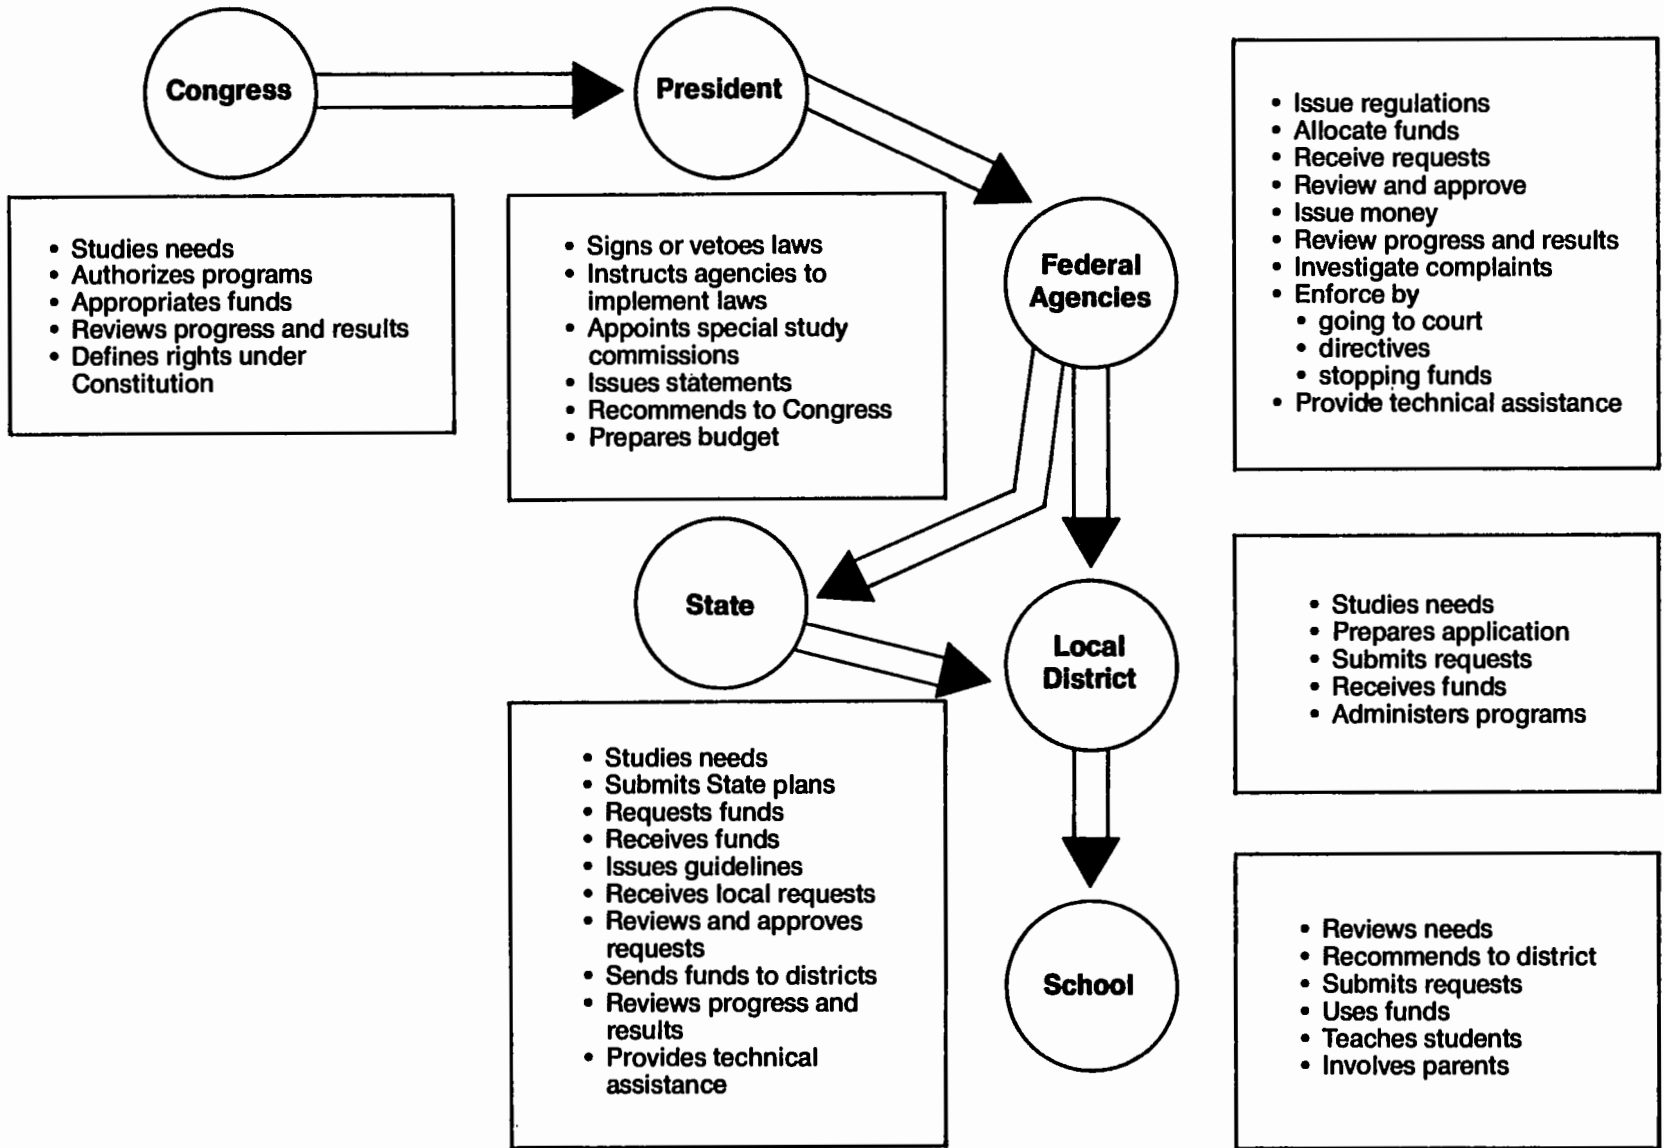 Congress
President
• Studies needs
• Authorizes programs
• Appropriates funds
• Reviews progress and results
• Defines rights under
Constitution
• Signs or vetoes laws
• Instructs agencies to
implement laws
• Appoints special study
commissions
• Issues statements
• Recommends to Congress
• Prepares budget
Federal
Agencies
• Issue regulations
• Allocate funds
• Receive requests
• Review and approve
• Issue money
• Review progress and results
• Investigate complaints
• Enforce by
• going to court
• directives
• stopping funds
• Provide technical assistance
State
• Studies needs
• Submits State plans
• Requests funds
• Receives funds
• Issues guidelines
• Receives local requests
• Reviews and approves
requests
• Sends funds to districts
• Reviews progress and
results
• Provides technical
assistance
Local
District
• Studies needs
• Prepares application
• Submits requests
• Receives funds
• Administers programs
School
• Reviews needs
• Recommends to district
• Submits requests
• Uses funds
• Teaches students
• Involves parents